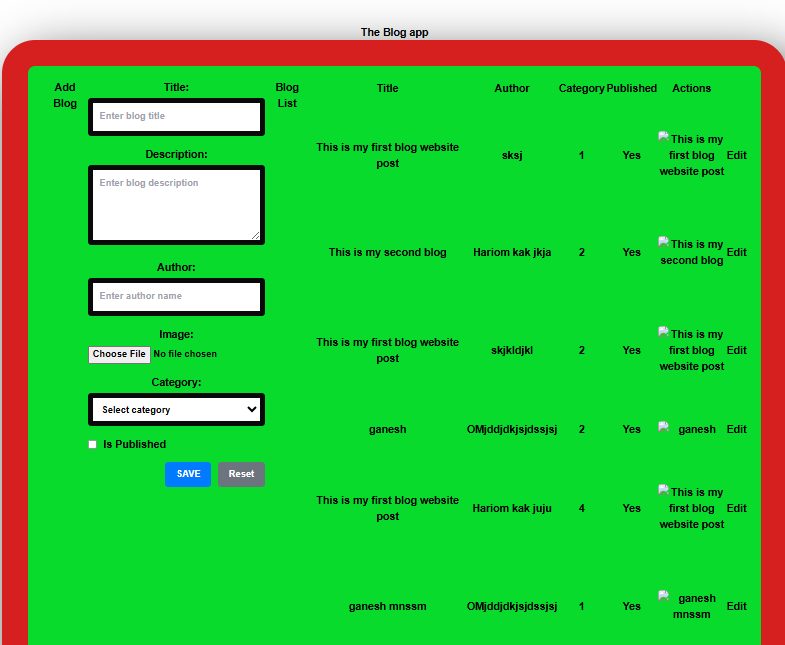 The Blog app
Add
Blog
Title:
Enter blog title
Description:
Enter blog description
Author:
Enter author name
Image:
Choose File No file chosen
Category:
Select category
Is Published
SAVE Reset
Blog
List
Title Author Category Published Actions
This is my first blog website
post
sksj 1 Yes
This is my
first blog
website post
Edit
This is my second blog Hariom kak jkja 2 Yes
This is my
second blog
Edit
This is my first blog website
post
skjkldjkl 2 Yes
This is my
first blog
website post
Edit
ganesh OMjddjdkjsjdssjsj 2 Yes ganesh Edit
This is my first blog website
post
Hariom kak juju 4 Yes
This is my
first blog
website post
Edit
ganesh mnssm OMjddjdkjsjdssjsj 1 Yes
ganesh
mnssm
Edit